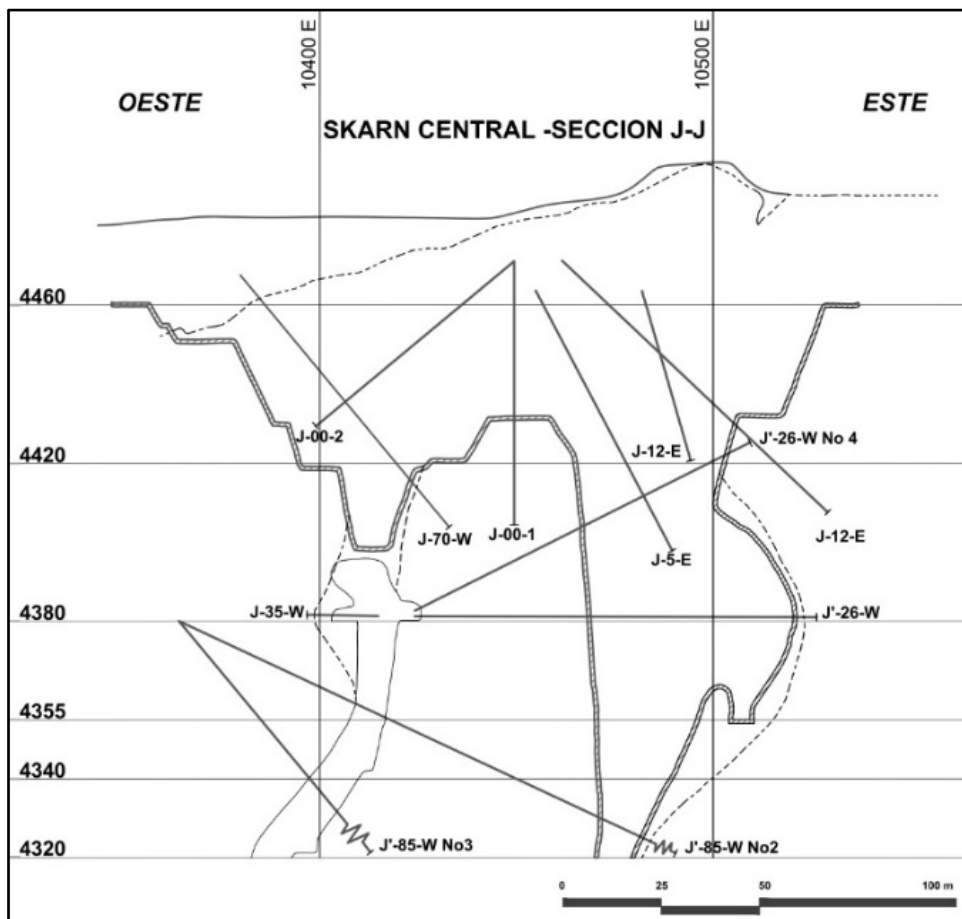 10400 E
10500 E
OESTE
ESTE
SKARN CENTRAL -SECCION J-J
4460
J-00-2
J'-26-W No 4
4420
J-12-E
J-70-W
J-00-1
J-12-E
J-5-E
J-35-W
J'-26-W
4380
4355
4340
J'-85-W No3
J'-85-W No2
4320
0 25 50 100 m